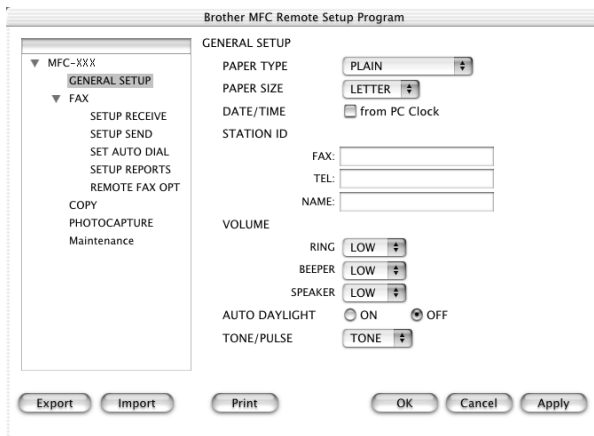 Brother MFC Remote Setup Program
MFC-XXX
GENERAL SETUP
FAX
SETUP RECEIVE
SETUP SEND
SET AUTO DIAL
SETUP REPORTS
REMOTE FAX OPT
COPY
PHOTOCAPTURE
Maintenance
GENERAL SETUP
PAPER TYPE PLAIN
PAPER SIZE LETTER
DATE/TIME from PC Clock
STATION ID
FAX:
TEL:
NAME:
VOLUME
RING LOW
BEEPER LOW
SPEAKER LOW
AUTO DAYLIGHT ON OFF
TONE/PULSE TONE
Export Import Print OK Cancel Apply